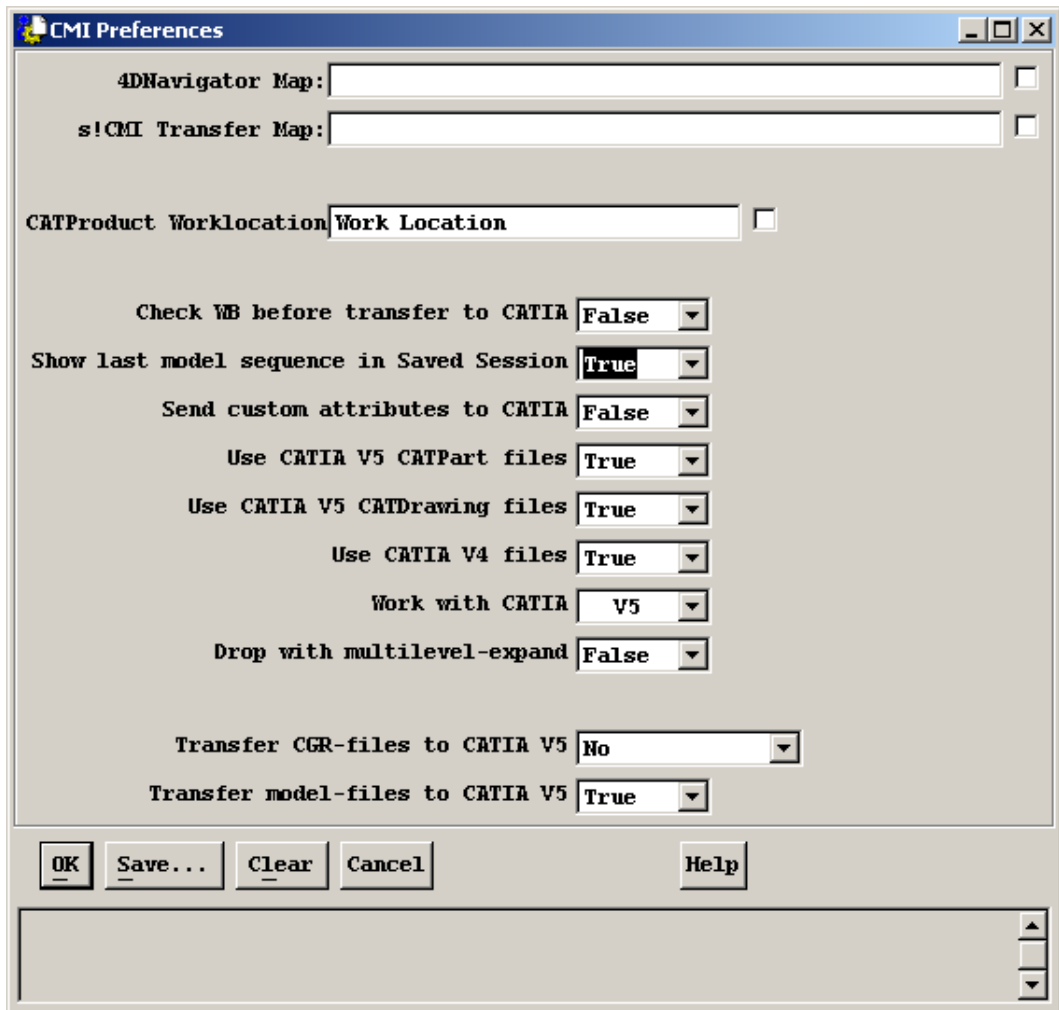 CMI Preferences
4DNavigator Map:
s!CMI Transfer Map:
CATProduct Worklocation Work Location
Check WB before transfer to CATIA False
Show last model sequence in Saved Session True
Send custom attributes to CATIA False
Use CATIA V5 CATPart files True
Use CATIA V5 CATDrawing files True
Use CATIA V4 files True
Work with CATIA V5
Drop with multilevel-expand False
Transfer CGR-files to CATIA V5 No
Transfer model-files to CATIA V5 True
OK Save... Clear Cancel Help